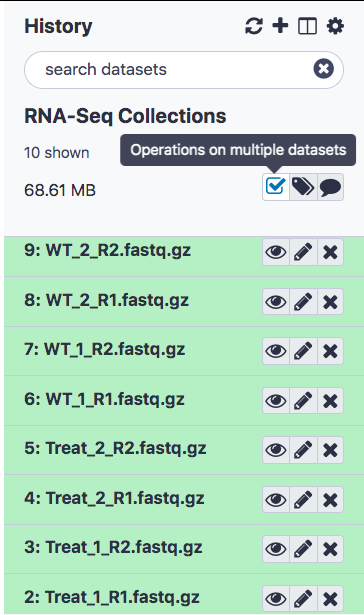 History
search datasets
RNA-Seq Collections
Operations on multiple datasets
10 shown
68.61 MB
9: WT_2_R2.fastq.gz
8: WT_2_R1.fastq.gz
7: WT_1_R2.fastq.gz
6: WT_1_R1.fastq.gz
5: Treat_2_R2.fastq.gz
4: Treat_2_R1.fastq.gz
3: Treat_1_R2.fastq.gz
2: Treat_1_R1.fastq.gz